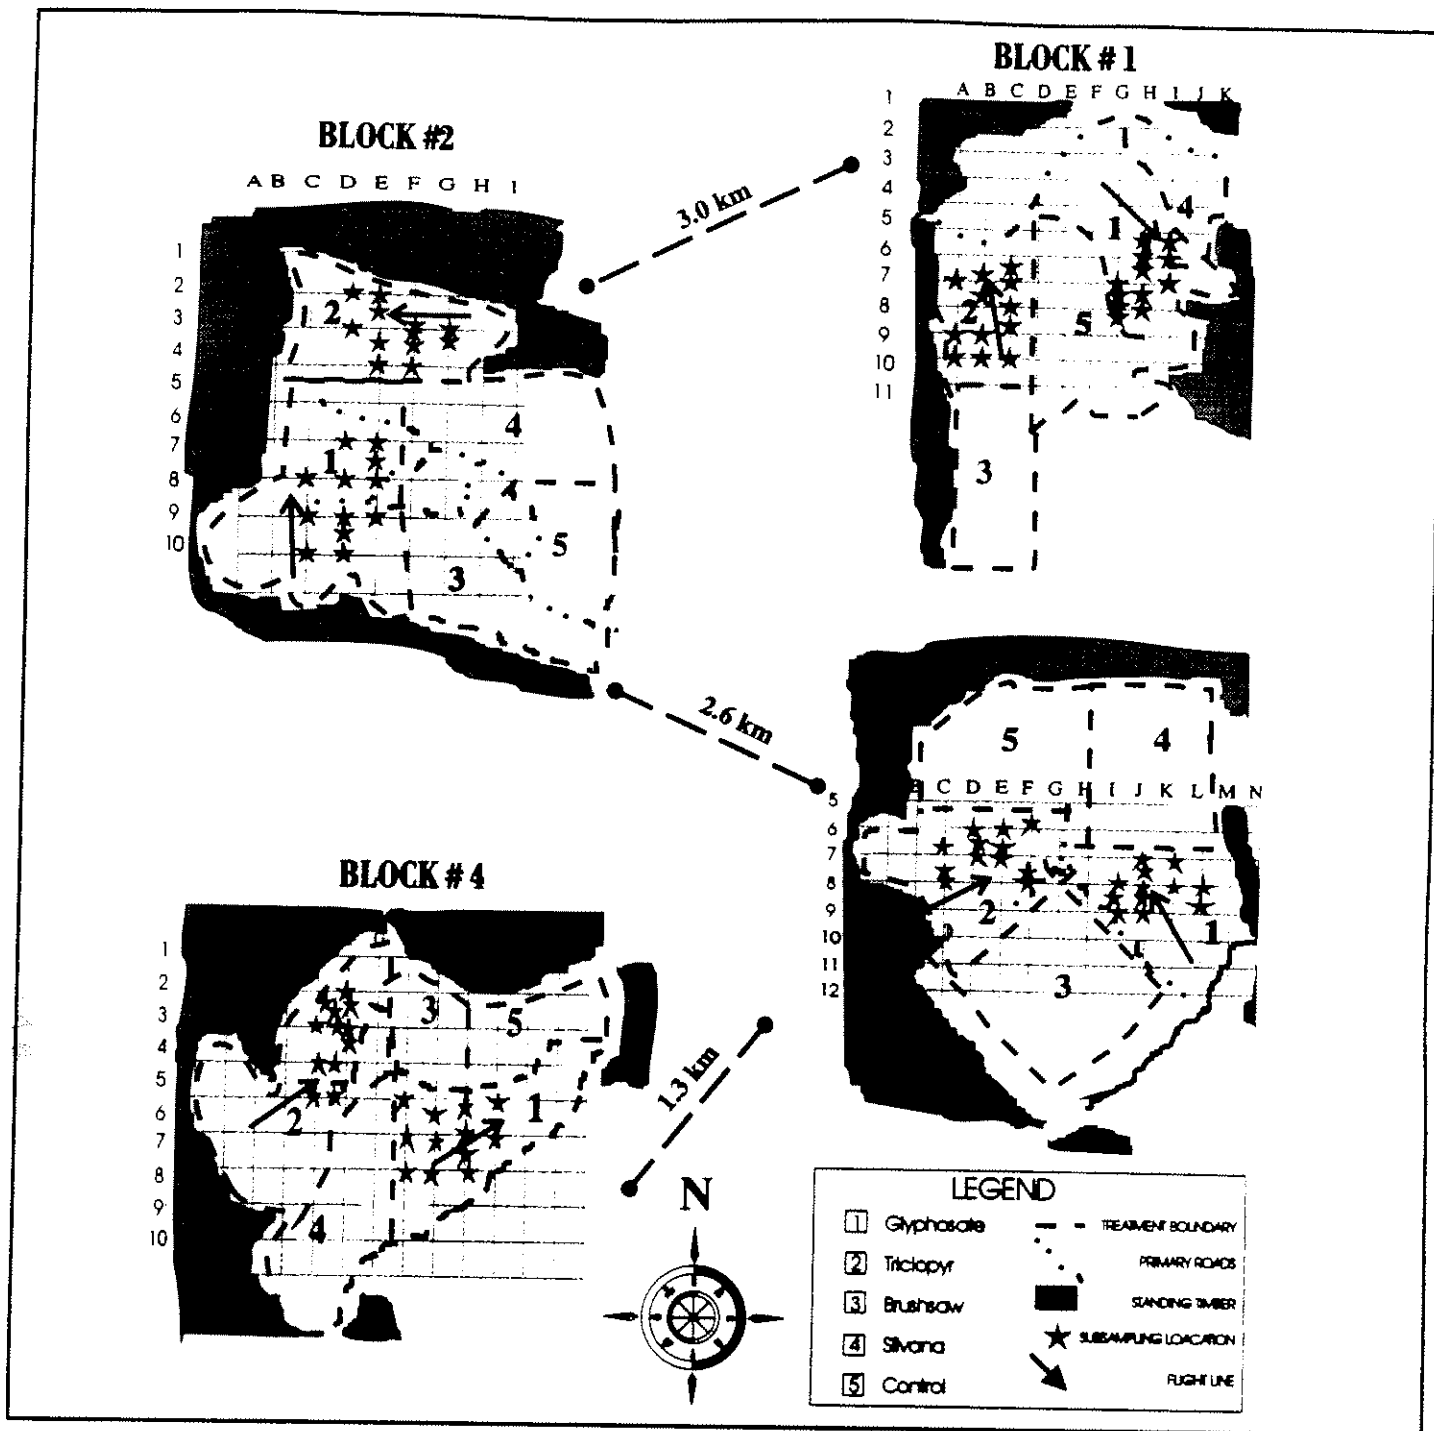 BLOCK # 1
A B C D E F G H I J K
1
2
3
4
5
6
7
8
9
10
11
1
4
1
2
5
3
BLOCK #2
A B C D E F G H I
1
2
3
4
5
6
7
8
9
10
2
4
1
4
5
3
3.0 km
2.6 km
5 4
C D E F G H I J K L M N
5
6
7
8
9
10
11
12
2
1
3
BLOCK # 4
1
2
3
4
5
6
7
8
9
10
4
3
5
2
1
4
1.3 km
N
LEGEND
1 Glyphosate
2 Triclopyr
3 Brushsaw
4 Silvana
5 Control
TREATMENT BOUNDARY
PRIMARY ROADS
STANDING TIMBER
SUBSAMPLING LOACATION
FLIGHT LINE